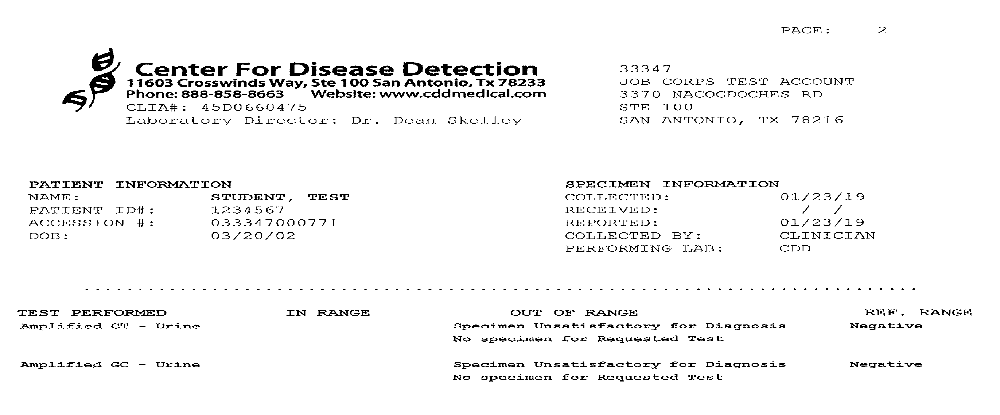 PAGE: 2
Center For Disease Detection
11603 Crosswinds Way, Ste 100 San Antonio, Tx 78233
Phone: 888-858-8663 Website: www.cddmedical.com
CLIA#: 45D0660475
Laboratory Director: Dr. Dean Skelley
33347
JOB CORPS TEST ACCOUNT
3370 NACOGDOCHES RD
STE 100
SAN ANTONIO, TX 78216
PATIENT INFORMATION
NAME: STUDENT, TEST
PATIENT ID#: 1234567
ACCESSION #: 033347000771
DOB: 03/20/02
SPECIMEN INFORMATION
COLLECTED: 01/23/19
RECEIVED: / /
REPORTED: 01/23/19
COLLECTED BY: CLINICIAN
PERFORMING LAB: CDD
TEST PERFORMED IN RANGE OUT OF RANGE REF. RANGE
Amplified CT - Urine Specimen Unsatisfactory for Diagnosis Negative
No specimen for Requested Test
Amplified GC - Urine Specimen Unsatisfactory for Diagnosis Negative
No specimen for Requested Test